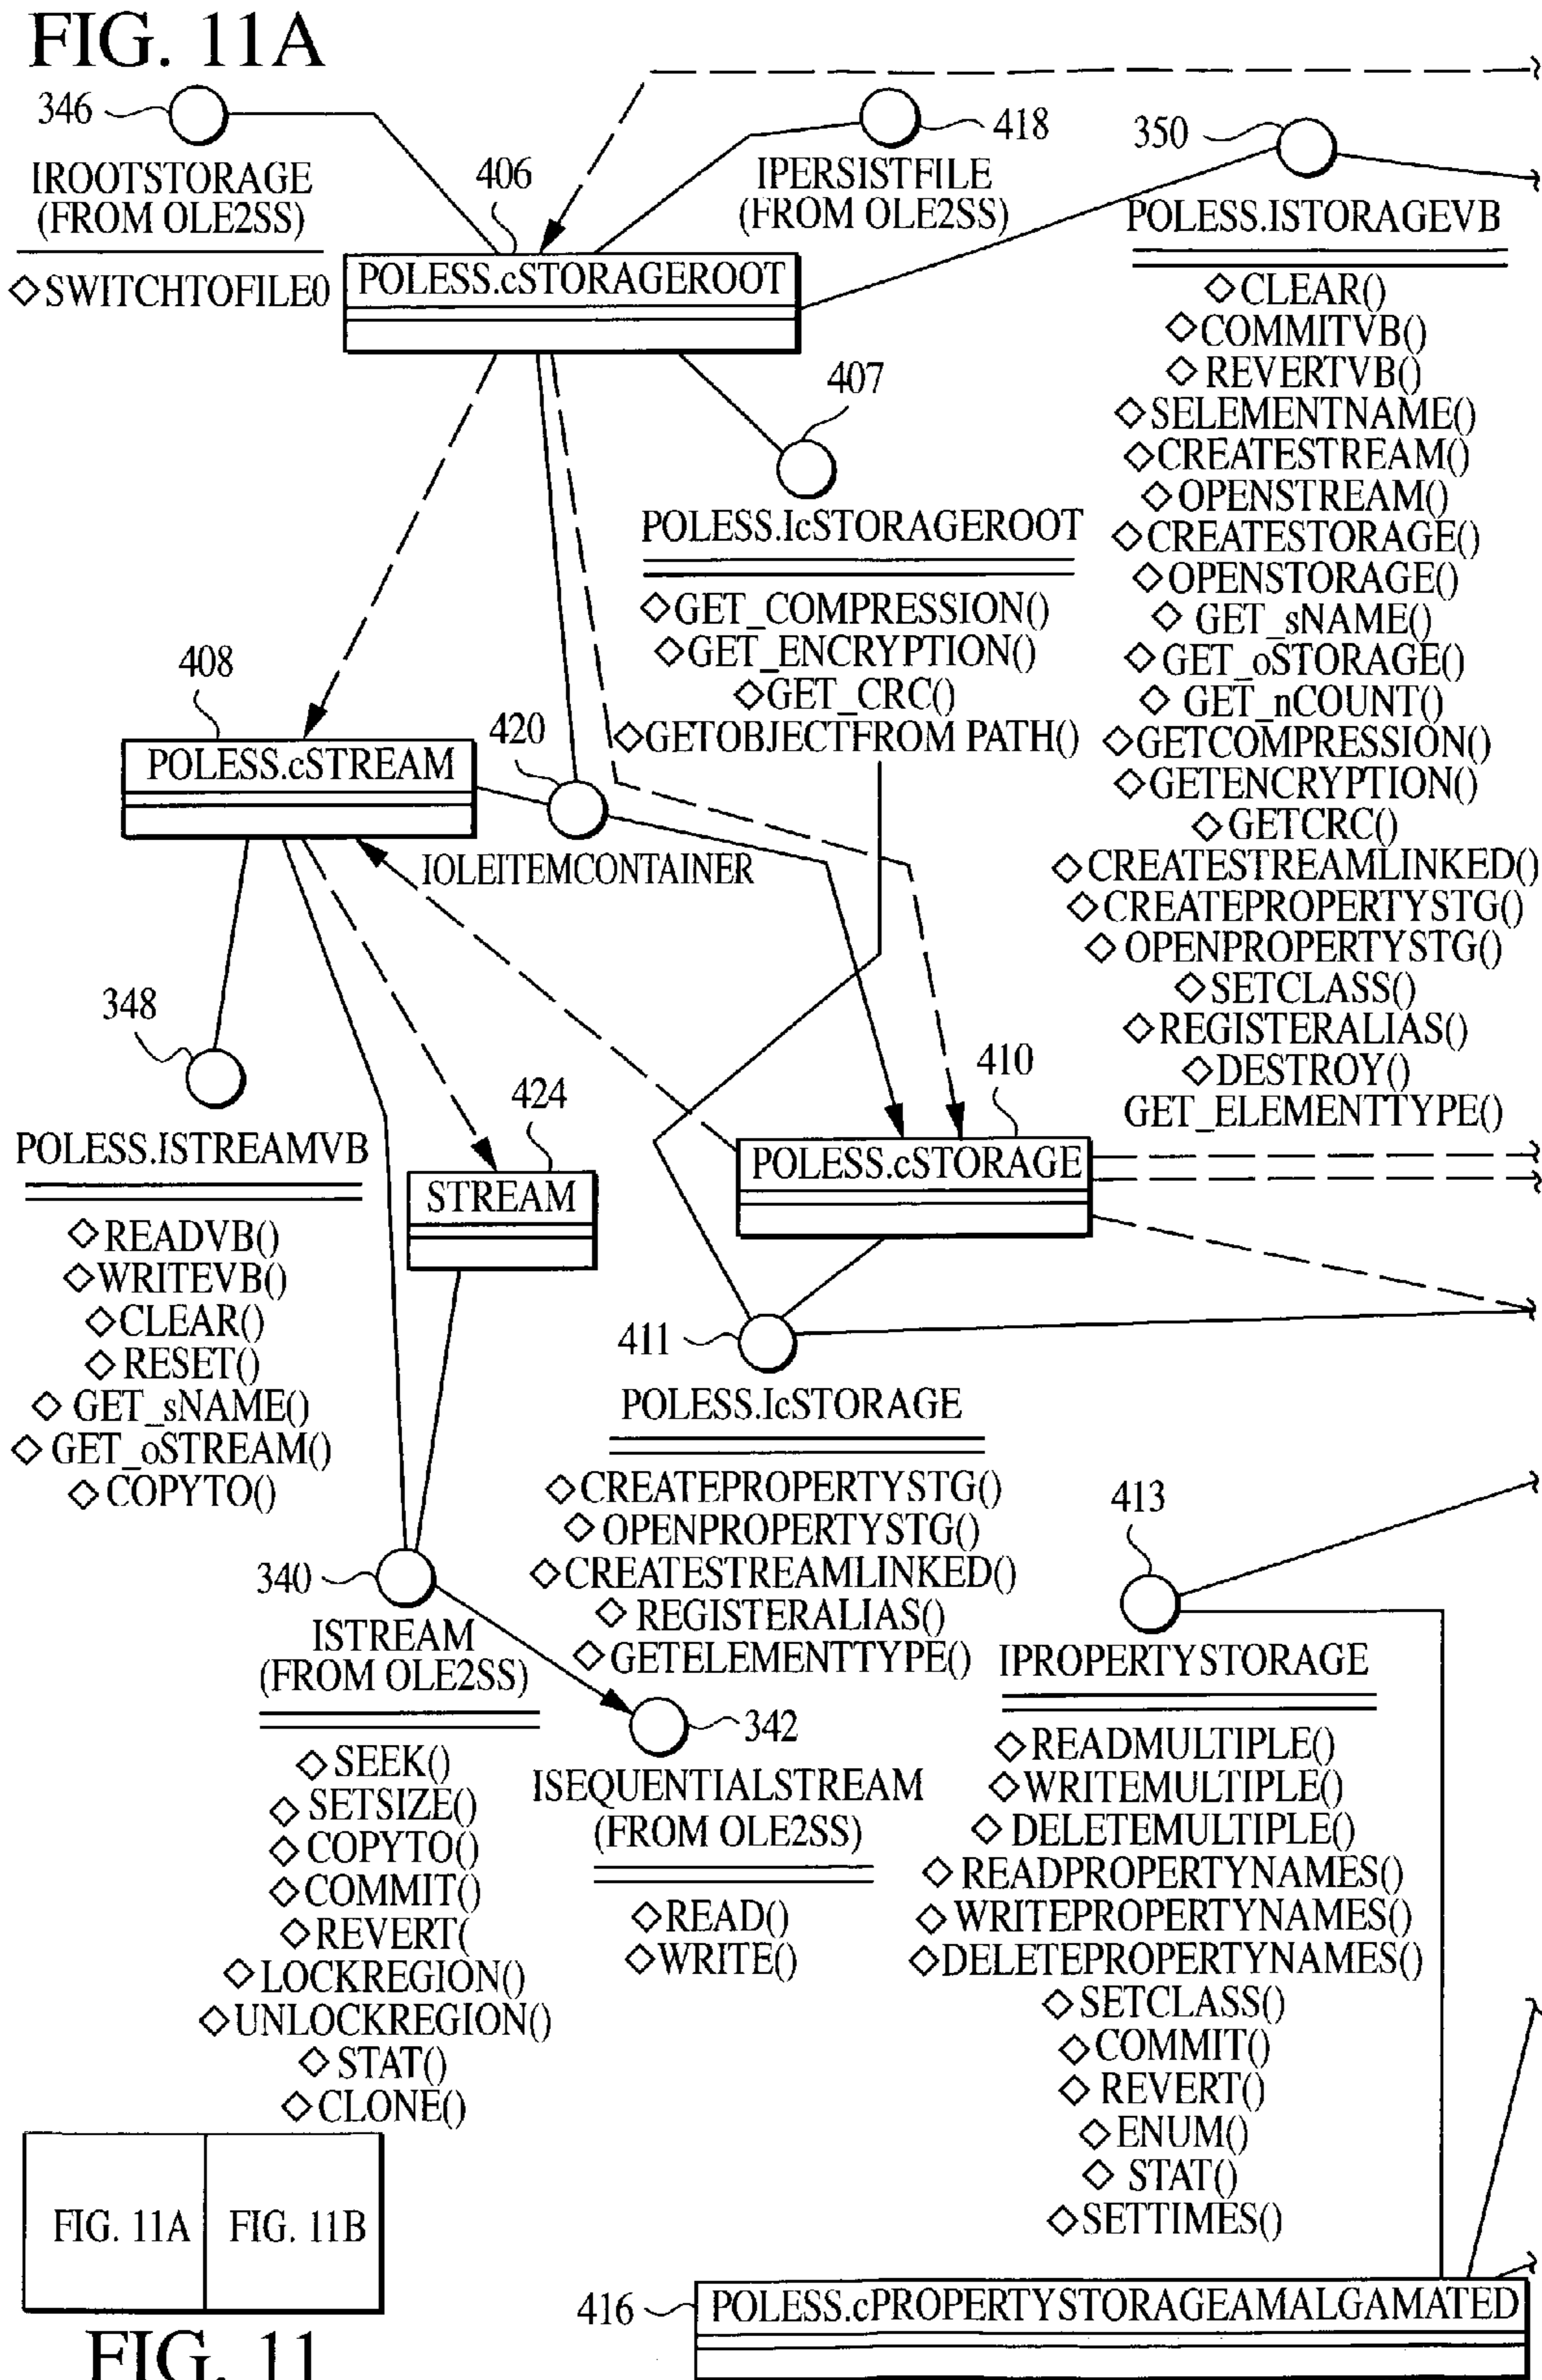 FIG. 11A
346
IROOTSTORAGE
(FROM OLE2SS)
◇SWITCHTOFILE0
406
POLESS.cSTORAGEROOT
418
IPERSISTFILE
(FROM OLE2SS)
350
POLESS.ISTORAGEVB
◇CLEAR()
◇COMMITVB()
◇REVERTVB()
◇SELEMENTNAME()
◇CREATESTREAM()
◇OPENSTREAM()
◇CREATESTORAGE()
◇OPENSTORAGE()
◇GET_sNAME()
◇GET_oSTORAGE()
◇GET_nCOUNT()
◇GETCOMPRESSION()
◇GETENCRYPTION()
◇GETCRC()
◇CREATESTREAMLINKED()
◇CREATEPROPERTYSTG()
◇OPENPROPERTYSTG()
◇SETCLASS()
◇REGISTERALIAS()
◇DESTROY()
GET_ELEMENTTYPE()
407
POLESS.IcSTORAGEROOT
◇GET_COMPRESSION()
◇GET_ENCRYPTION()
◇GET_CRC()
◇GETOBJECTFROM PATH()
408
POLESS.cSTREAM
420
IOLEITEMCONTAINER
348
POLESS.ISTREAMVB
◇READVB()
◇WRITEVB()
◇CLEAR()
◇RESET()
◇GET_sNAME()
◇GET_oSTREAM()
◇COPYTO()
424
STREAM
410
POLESS.cSTORAGE
411
POLESS.IcSTORAGE
◇CREATEPROPERTYSTG()
◇OPENPROPERTYSTG()
◇CREATESTREAMLINKED()
◇REGISTERALIAS()
◇GETELEMENTTYPE()
340
ISTREAM
(FROM OLE2SS)
◇SEEK()
◇SETSIZE()
◇COPYTO()
◇COMMIT()
◇REVERT(
◇LOCKREGION()
◇UNLOCKREGION()
◇STAT()
◇CLONE()
342
ISEQUENTIALSTREAM
(FROM OLE2SS)
◇READ()
◇WRITE()
413
IPROPERTYSTORAGE
◇READMULTIPLE()
◇WRITEMULTIPLE()
◇DELETEMULTIPLE()
◇READPROPERTYNAMES()
◇WRITEPROPERTYNAMES()
◇DELETEPROPERTYNAMES()
◇SETCLASS()
◇COMMIT()
◇REVERT()
◇ENUM()
◇STAT()
◇SETTIMES()
416
POLESS.cPROPERTYSTORAGEAMALGAMATED
FIG. 11A
FIG. 11B
FIG. 11